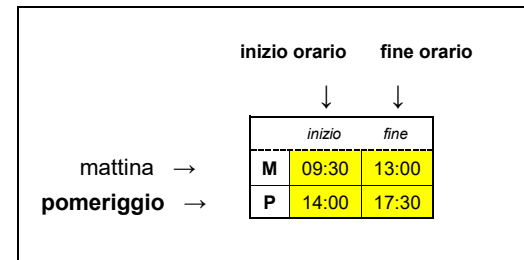 inizio orario fine orario
↓ ↓
inizio fine
mattina → M 09:30 13:00
pomeriggio → P 14:00 17:30